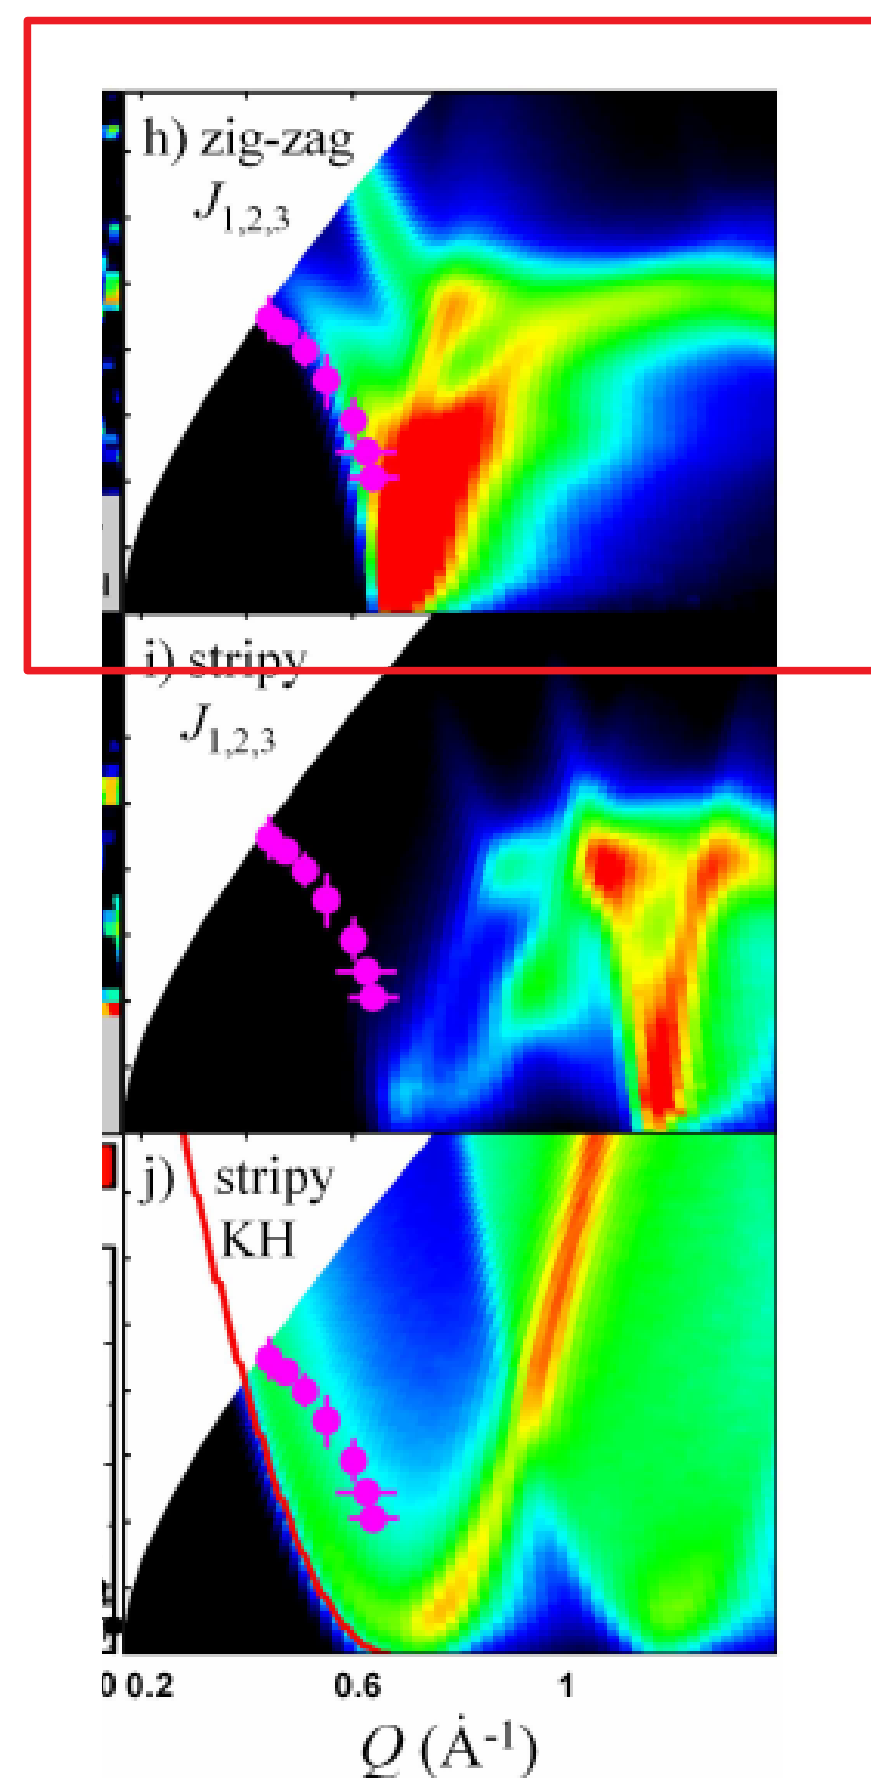 h) zig-zag
J1,2,3
i) stripy
J1,2,3
j) stripy
KH
0 0.2 0.6 1
Q (Å-1)